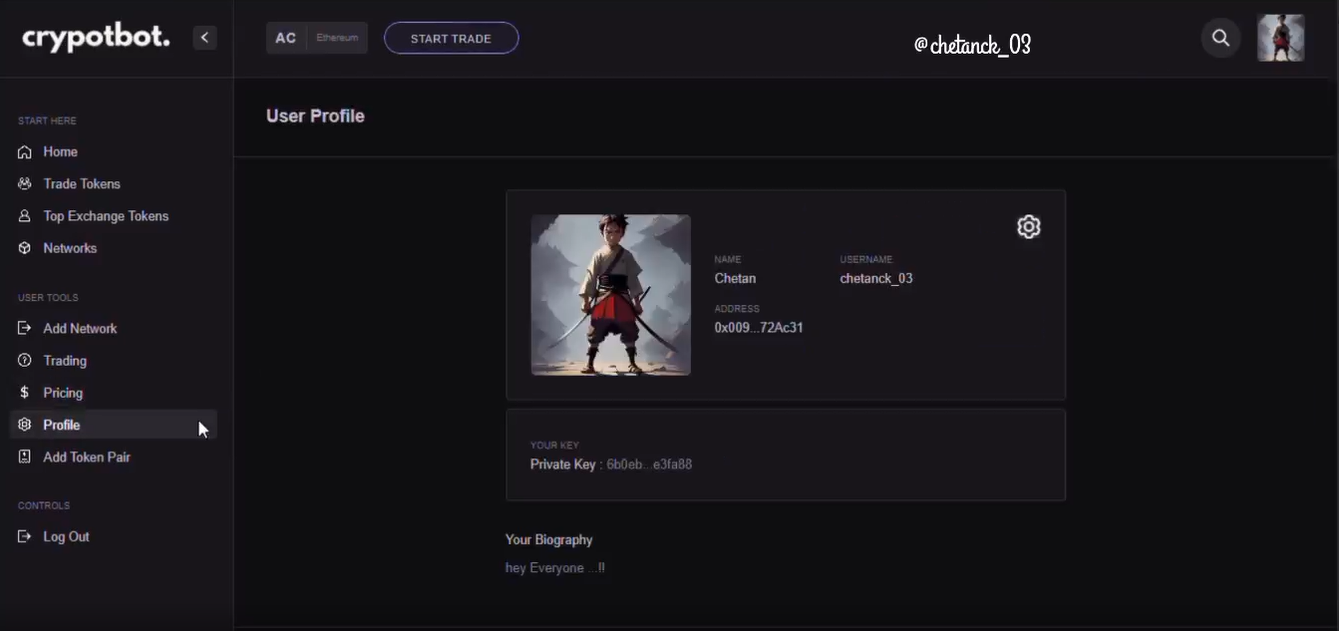 crypotbot.
AC Ethereum START TRADE
@chetanck_03
START HERE
Home
Trade Tokens
Top Exchange Tokens
Networks
USER TOOLS
Add Network
Trading
$ Pricing
Profile
Add Token Pair
CONTROLS
Log Out
User Profile
NAME
Chetan
USERNAME
chetanck_03
ADDRESS
0x009...72Ac31
YOUR KEY
Private Key : 6b0eb...e3fa88
Your Biography
hey Everyone ...!!